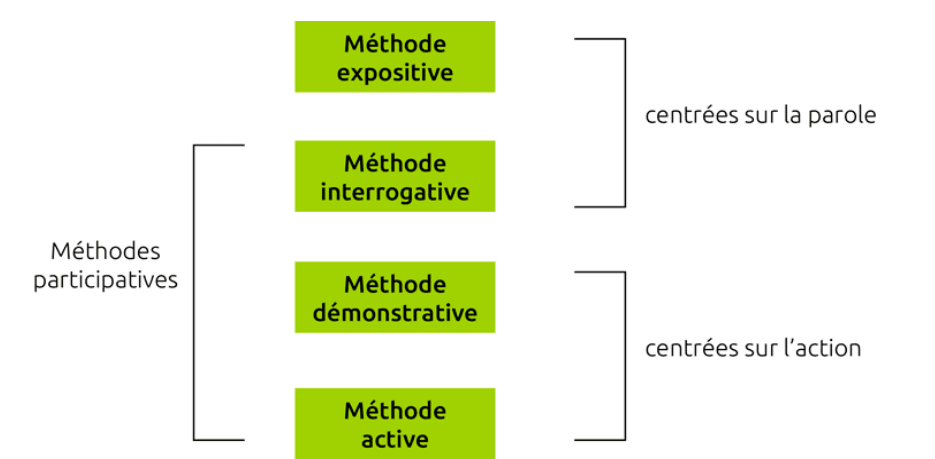 Méthode
expositive
centrées sur la parole
Méthode
interrogative
Méthodes
participatives
Méthode
démonstrative
centrées sur l’action
Méthode
active